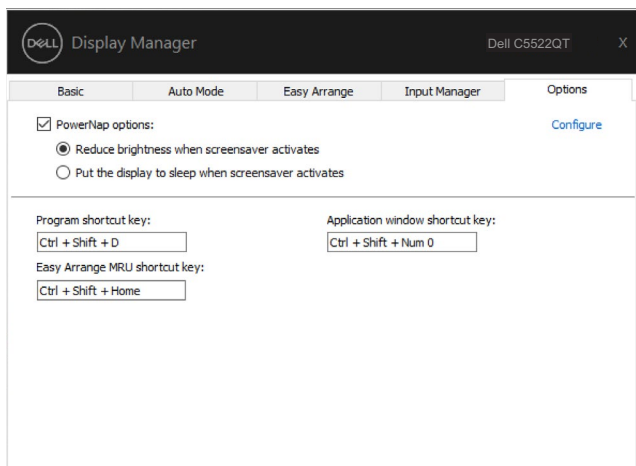 DELL Display Manager
Dell C5522QT
X
Basic
Auto Mode
Easy Arrange
Input Manager
Options
PowerNap options:
Configure
Reduce brightness when screensaver activates
Put the display to sleep when screensaver activates
Program shortcut key:
Application window shortcut key:
Ctrl + Shift + D
Ctrl + Shift + Num 0
Easy Arrange MRU shortcut key:
Ctrl + Shift + Home